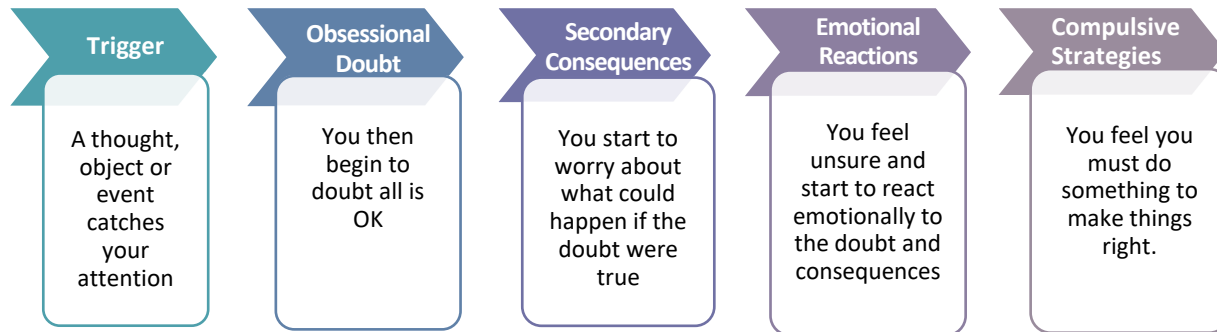 Trigger
A thought,
object or
event
catches
your
attention
Obsessional
Doubt
You then
begin to
doubt all is
OK
Secondary
Consequences
You start to
worry about
what could
happen if the
doubt were
true
Emotional
Reactions
You feel
unsure and
start to react
emotionally to
the doubt and
consequences
Compulsive
Strategies
You feel you
must do
something to
make things
right.